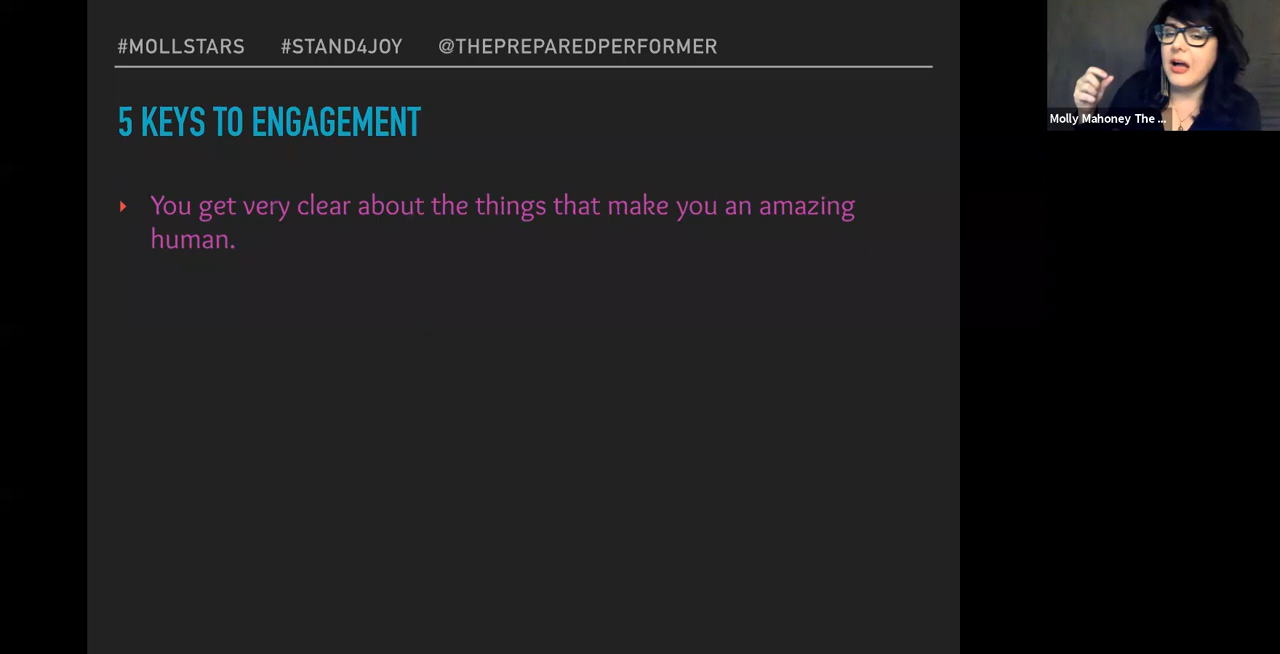 #MOLLSTARS #STAND4JOY @THEPREPAREDPERFORMER
5 KEYS TO ENGAGEMENT
You get very clear about the things that make you an amazing
human.
Molly Mahoney The ...